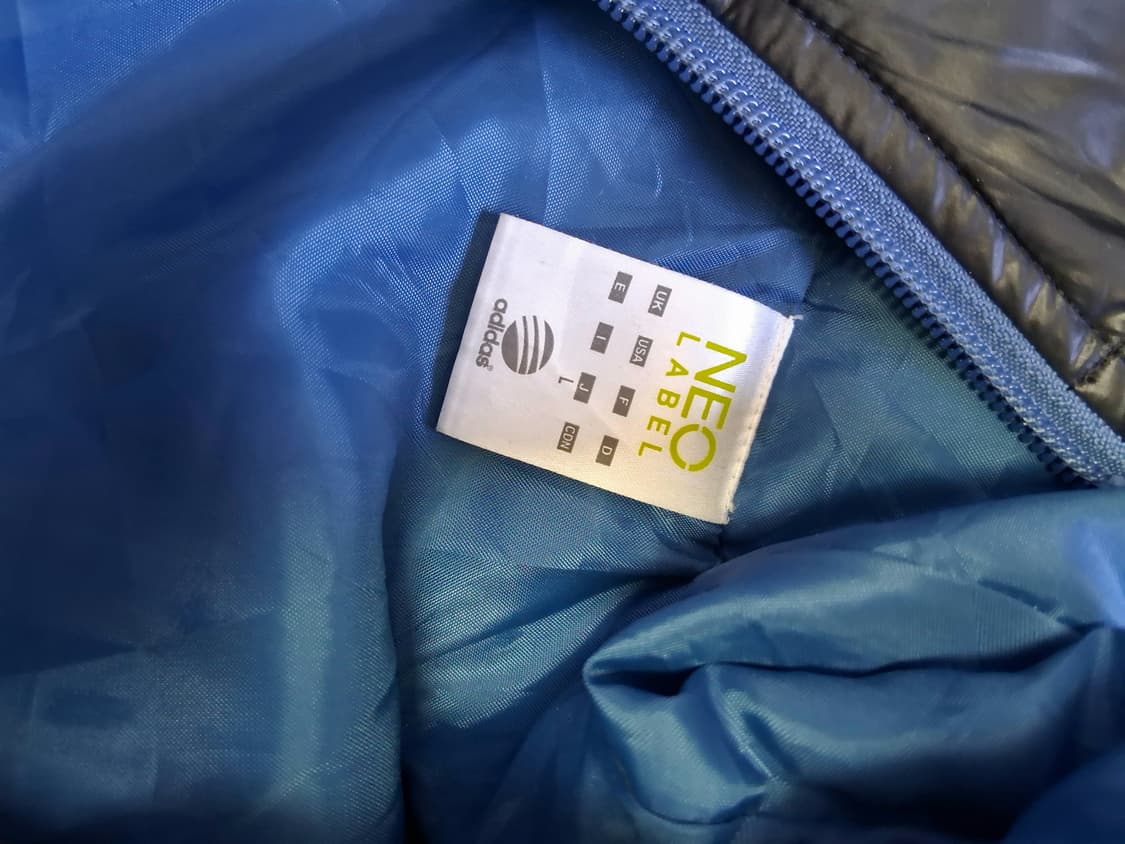 NEO
LABEL
UK USA F D
E I J CDN
L
adidas®